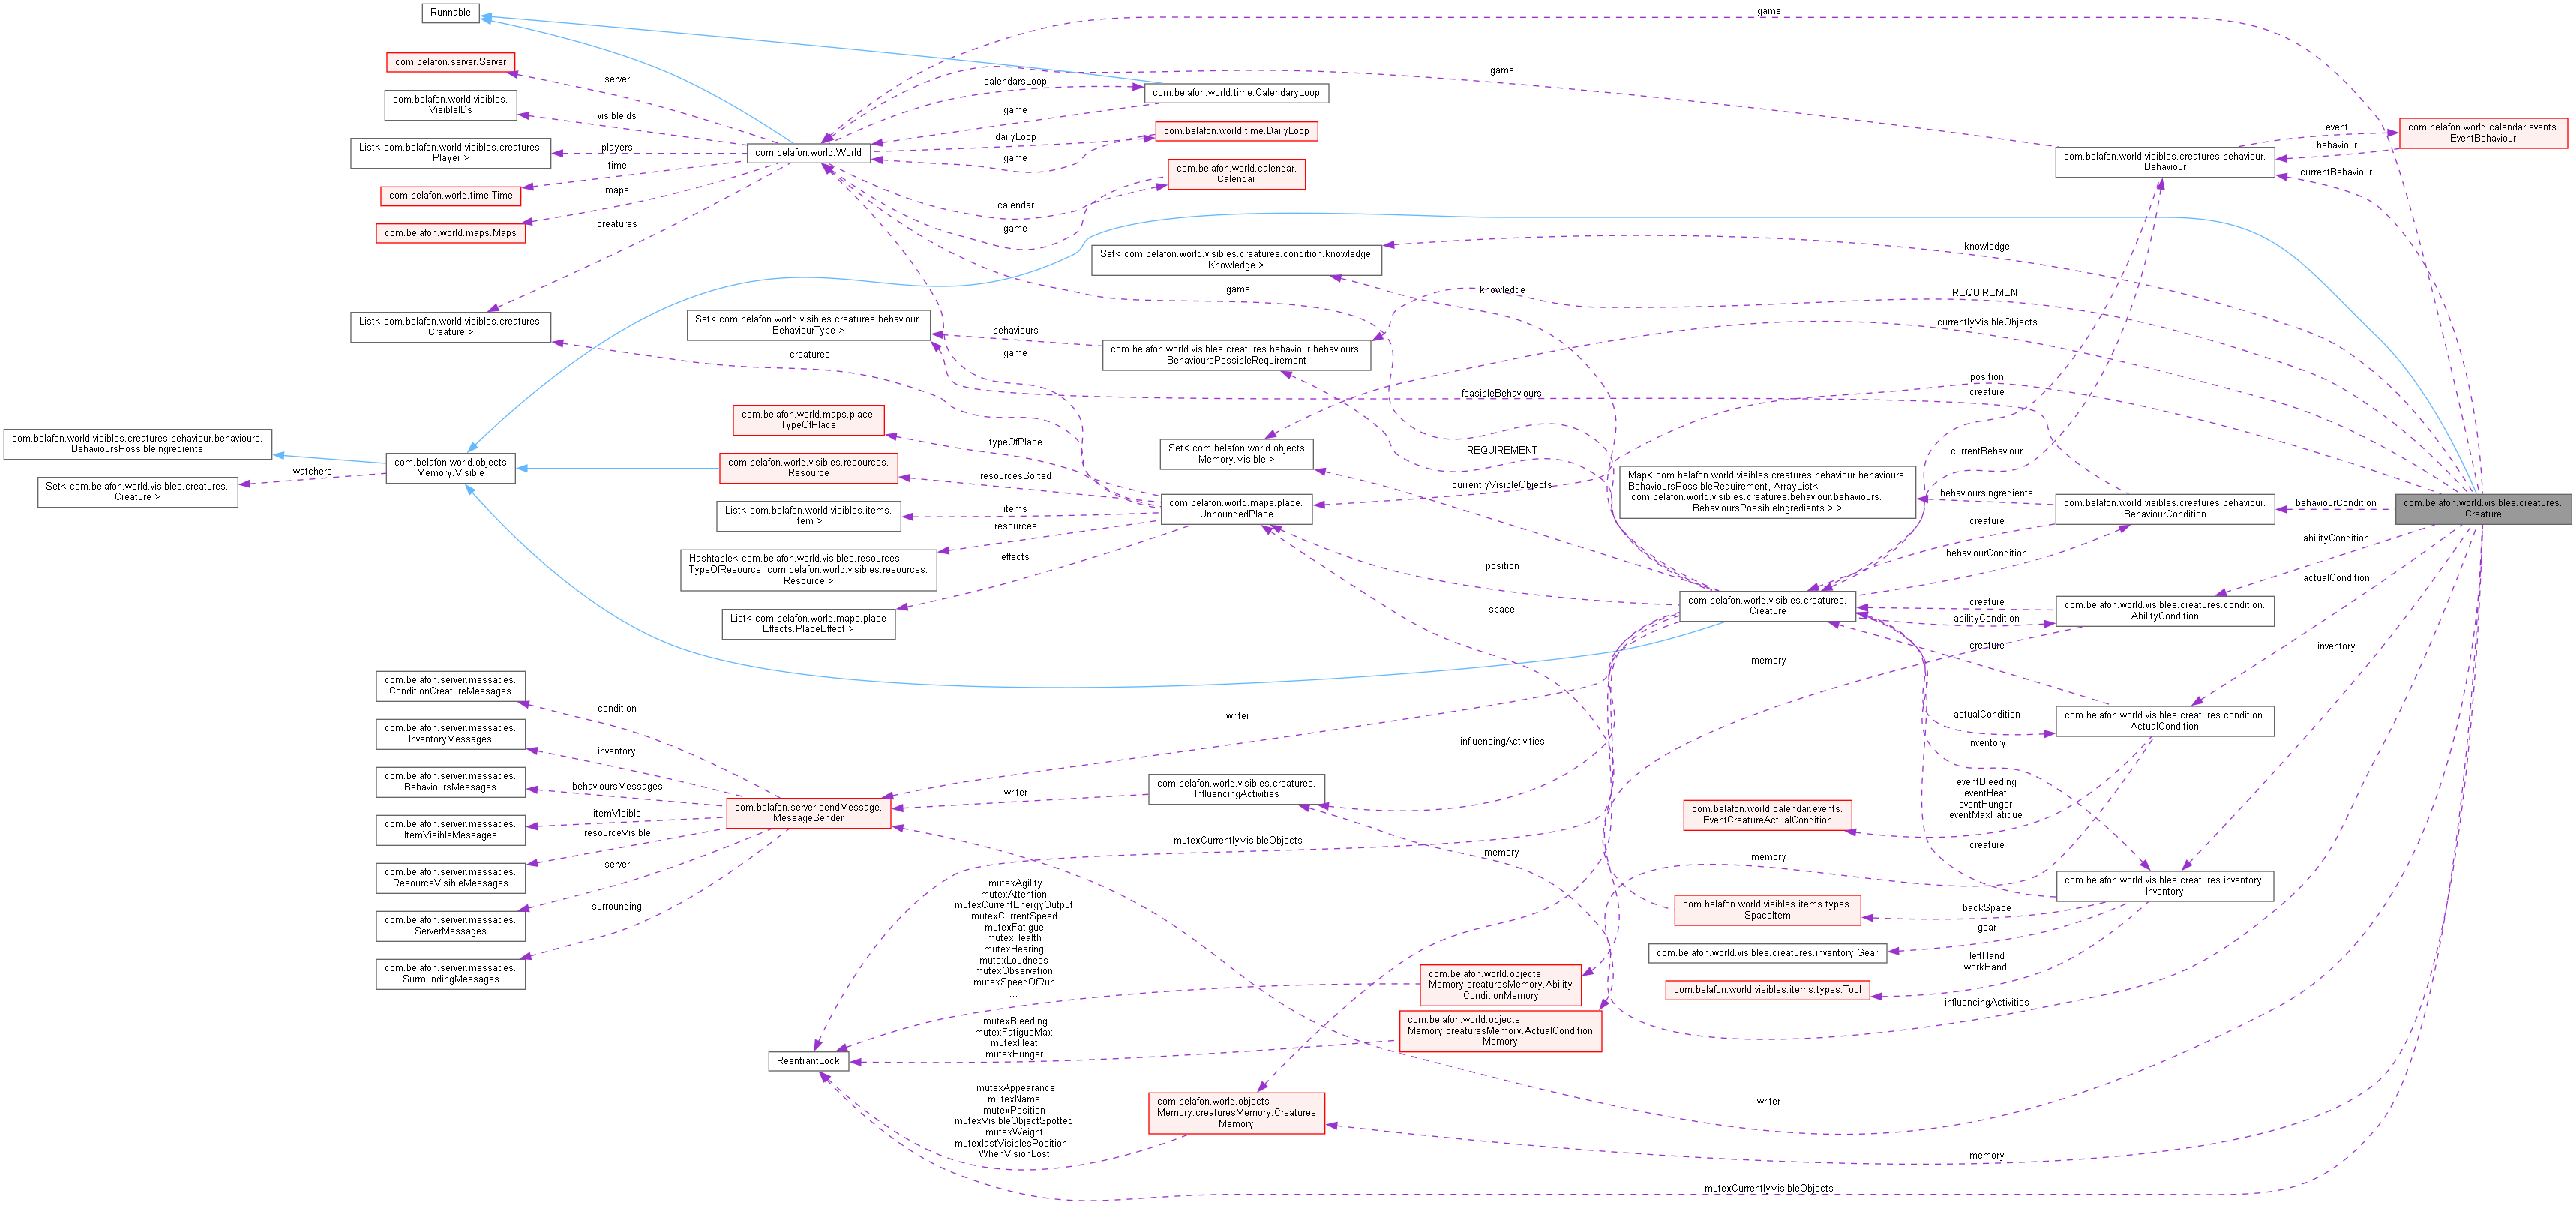 Runnable
game
com.belafon.server.Server
server
calendarsLoop
game
com.belafon.world.time.CalendaryLoop
com.belafon.world.visibles.
VisibleIDs
visibleIds
game
dailyLoop
com.belafon.world.time.DailyLoop
event
com.belafon.world.calendar.events.
EventBehaviour
behaviour
List< com.belafon.world.visibles.creatures.
Player >
players
com.belafon.world.World
game
com.belafon.world.visibles.creatures.behaviour.
Behaviour
time
com.belafon.world.time.Time
com.belafon.world.calendar.
Calendar
currentBehaviour
maps
com.belafon.world.maps.Maps
calendar
game
creatures
Set< com.belafon.world.visibles.creatures.condition.knowledge.
Knowledge >
knowledge
game
knowledge
REQUIREMENT
List< com.belafon.world.visibles.creatures.
Creature >
Set< com.belafon.world.visibles.creatures.behaviour.
BehaviourType >
behaviours
com.belafon.world.visibles.creatures.behaviour.behaviours.
BehavioursPossibleRequirement
currentlyVisibleObjects
creatures
game
position
feasibleBehaviours
creature
com.belafon.world.maps.place.
TypeOfPlace
typeOfPlace
com.belafon.world.visibles.creatures.behaviour.behaviours.
BehavioursPossibleIngredients
com.belafon.world.objects
Memory.Visible
watchers
Set< com.belafon.world.visibles.creatures.
Creature >
com.belafon.world.visibles.resources.
Resource
resourcesSorted
Set< com.belafon.world.objects
Memory.Visible >
REQUIREMENT
currentBehaviour
currentlyVisibleObjects
Map< com.belafon.world.visibles.creatures.behaviour.behaviours.
BehavioursPossibleRequirement, ArrayList<
com.belafon.world.visibles.creatures.behaviour.behaviours.
BehavioursPossibleIngredients > >
behavioursIngredients
com.belafon.world.visibles.creatures.behaviour.
BehaviourCondition
behaviourCondition
com.belafon.world.visibles.creatures.
Creature
List< com.belafon.world.visibles.items.
Item >
items
com.belafon.world.maps.place.
UnboundedPlace
resources
creature
abilityCondition
Hashtable< com.belafon.world.visibles.resources.
TypeOfResource, com.belafon.world.visibles.resources.
Resource >
effects
position
behaviourCondition
actualCondition
List< com.belafon.world.maps.place
Effects.PlaceEffect >
space
com.belafon.world.visibles.creatures.
Creature
creature
abilityCondition
com.belafon.world.visibles.creatures.condition.
AbilityCondition
creature
memory
inventory
com.belafon.server.messages.
ConditionCreatureMessages
condition
writer
actualCondition
com.belafon.world.visibles.creatures.condition.
ActualCondition
com.belafon.server.messages.
InventoryMessages
inventory
influencingActivities
inventory
com.belafon.server.messages.
BehavioursMessages
behavioursMessages
com.belafon.server.sendMessage.
MessageSender
writer
com.belafon.world.visibles.creatures.
InfluencingActivities
eventBleeding
eventHeat
eventHunger
eventMaxFatigue
com.belafon.world.calendar.events.
EventCreatureActualCondition
com.belafon.server.messages.
ItemVisibleMessages
itemVIsible
resourceVisible
mutexCurrentlyVisibleObjects
memory
memory
creature
com.belafon.server.messages.
ResourceVisibleMessages
server
com.belafon.world.visibles.creatures.inventory.
Inventory
com.belafon.server.messages.
ServerMessages
surrounding
com.belafon.server.messages.
SurroundingMessages
mutexAgility
mutexAttention
mutexCurrentEnergyOutput
mutexCurrentSpeed
mutexFatigue
mutexHealth
mutexHearing
mutexLoudness
mutexObservation
mutexSpeedOfRun
...
com.belafon.world.visibles.items.types.
SpaceItem
backSpace
gear
com.belafon.world.visibles.creatures.inventory.Gear
leftHand
workHand
com.belafon.world.visibles.items.types.Tool
com.belafon.world.objects
Memory.creaturesMemory.Ability
ConditionMemory
influencingActivities
com.belafon.world.objects
Memory.creaturesMemory.ActualCondition
Memory
mutexBleeding
mutexFatigueMax
mutexHeat
mutexHunger
ReentrantLock
mutexAppearance
mutexName
mutexPosition
mutexVisibleObjectSpotted
mutexWeight
mutexlastVisiblesPosition
WhenVisionLost
com.belafon.world.objects
Memory.creaturesMemory.Creatures
Memory
writer
memory
mutexCurrentlyVisibleObjects